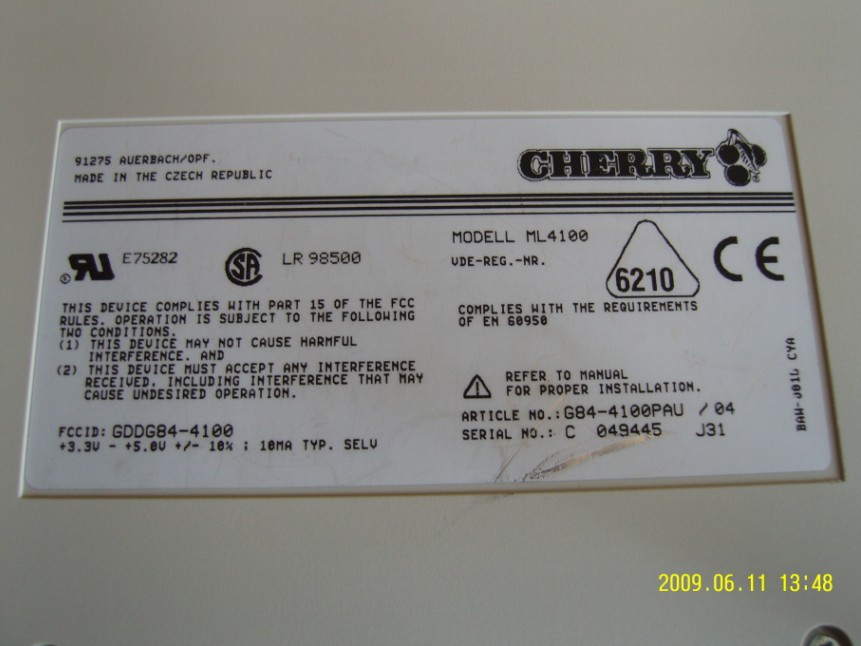 91275 AUERBACH/OPF.
MADE IN THE CZECH REPUBLIC
CHERRY
®
E75282
LR 98500
MODELL ML4100
VDE-REG.-NR.
6210
CE
THIS DEVICE COMPLIES WITH PART 15 OF THE FCC
RULES. OPERATION IS SUBJECT TO THE FOLLOWING
TWO CONDITIONS.
(1) THIS DEVICE MAY NOT CAUSE HARMFUL
INTERFERENCE. AND
(2) THIS DEVICE MUST ACCEPT ANY INTERFERENCE
RECEIVED, INCLUDING INTERFERENCE THAT MAY
CAUSE UNDESIRED OPERATION.
FCCID: GDDG84-4100
+3.3V - +5.0V +/- 10% ; 10MA TYP. SELV
COMPLIES WITH THE REQUIREMENTS
OF EN 60950
REFER TO MANUAL
FOR PROPER INSTALLATION.
ARTICLE NO.: G84-4100PAU / 04
SERIAL NO.: C 049445 J31
BAW-J01L CYA
2009.06.11 13:48